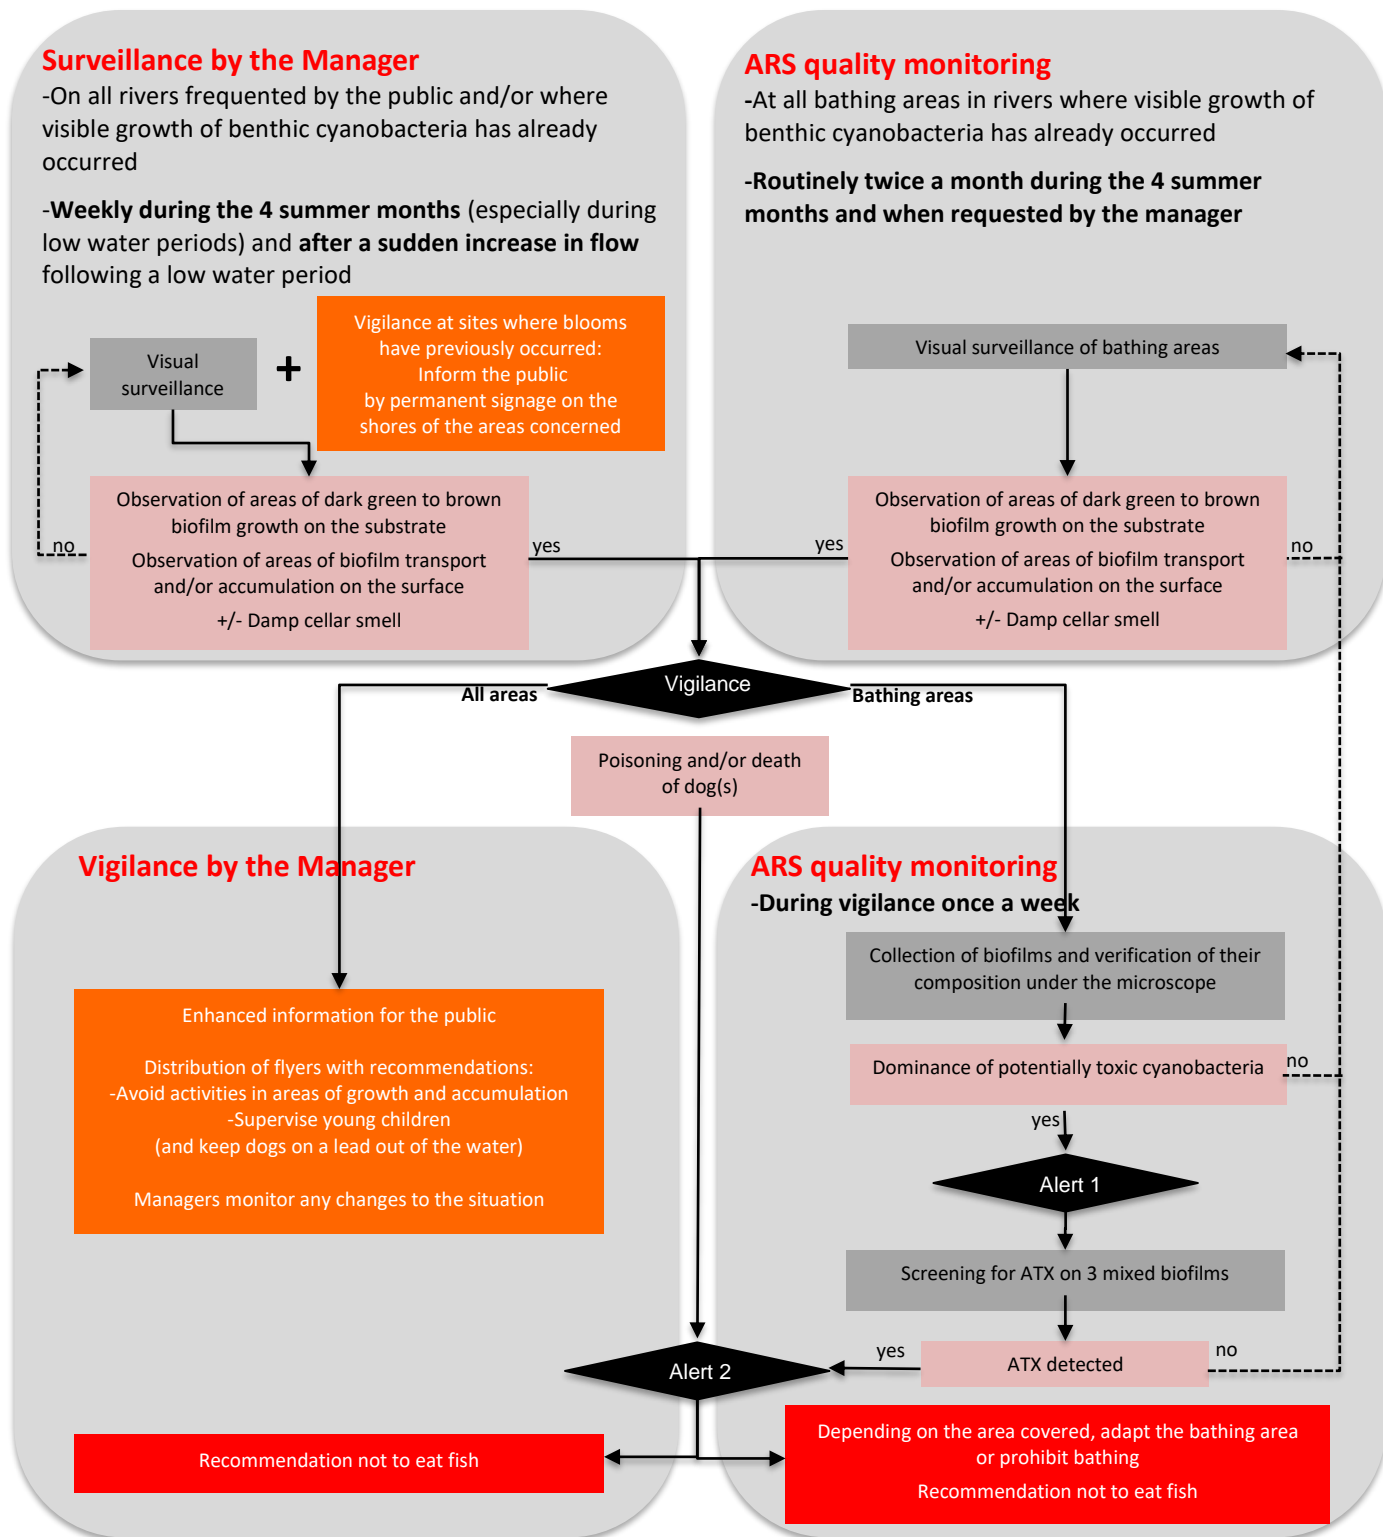 Surveillance by the Manager
-On all rivers frequented by the public and/or where
visible growth of benthic cyanobacteria has already
occurred
-Weekly during the 4 summer months (especially during
low water periods) and after a sudden increase in flow
following a low water period
Visual
surveillance
+
Vigilance at sites where blooms
have previously occurred:
Inform the public
by permanent signage on the
shores of the areas concerned
Observation of areas of dark green to brown
biofilm growth on the substrate
Observation of areas of biofilm transport
and/or accumulation on the surface
+/- Damp cellar smell
no
yes
ARS quality monitoring
-At all bathing areas in rivers where visible growth of
benthic cyanobacteria has already occurred
-Routinely twice a month during the 4 summer
months and when requested by the manager
Visual surveillance of bathing areas
Observation of areas of dark green to brown
biofilm growth on the substrate
Observation of areas of biofilm transport
and/or accumulation on the surface
+/- Damp cellar smell
yes
no
Vigilance
All areas
Bathing areas
Poisoning and/or death
of dog(s)
Vigilance by the Manager
Enhanced information for the public
Distribution of flyers with recommendations:
-Avoid activities in areas of growth and accumulation
-Supervise young children
(and keep dogs on a lead out of the water)
Managers monitor any changes to the situation
ARS quality monitoring
-During vigilance once a week
Collection of biofilms and verification of their
composition under the microscope
Dominance of potentially toxic cyanobacteria
no
yes
Alert 1
Screening for ATX on 3 mixed biofilms
ATX detected
yes
no
Alert 2
Recommendation not to eat fish
Depending on the area covered, adapt the bathing area
or prohibit bathing
Recommendation not to eat fish